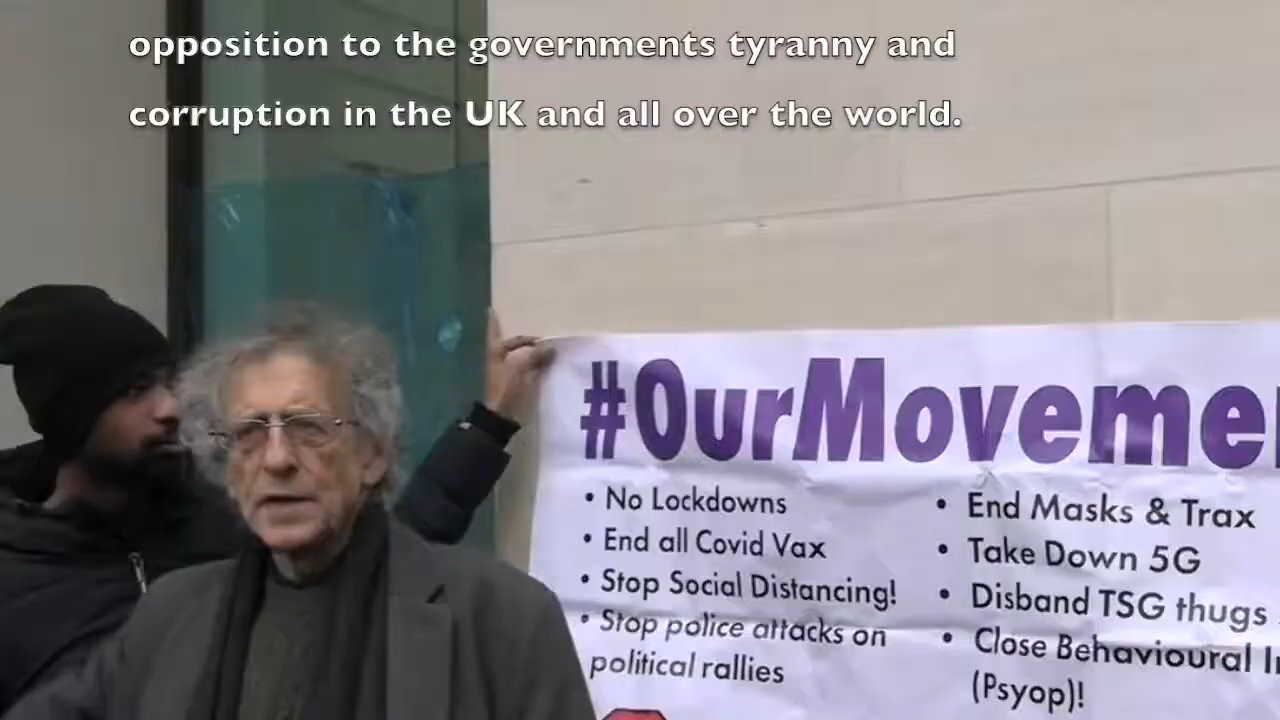 opposition to the governments tyranny and
corruption in the UK and all over the world.
#OurMoveme
• No Lockdowns
• End all Covid Vax
• Stop Social Distancing!
• Stop police attacks on
political rallies
• End Masks & Trax
• Take Down 5G
• Disband TSG thugs
• Close Behavioural
(Psyop)!